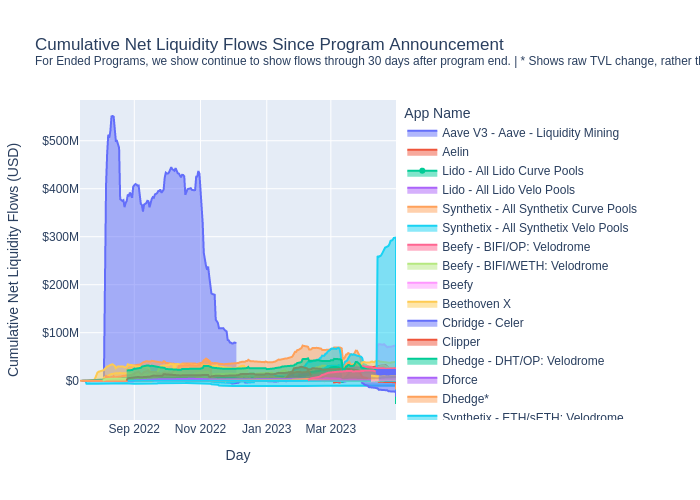 Cumulative Net Liquidity Flows Since Program Announcement
For Ended Programs, we show continue to show flows through 30 days after program end. | * Shows raw TVL change, rather
App Name
Aave V3 - Aave - Liquidity Mining
Aelin
Lido - All Lido Curve Pools
Lido - All Lido Velo Pools
Synthetix - All Synthetix Curve Pools
Synthetix - All Synthetix Velo Pools
Beefy - BIFI/OP: Velodrome
Beefy - BIFI/WETH: Velodrome
Beefy
Beethoven X
Cbridge - Celer
Clipper
Dhedge - DHT/OP: Velodrome
Dforce
Dhedge*
Synthetix - ETH/sETH: Velodrome
Cumulative Net Liquidity Flows (USD)
$500M
$400M
$300M
$200M
$100M
$0
Sep 2022 Nov 2022 Jan 2023 Mar 2023
Day